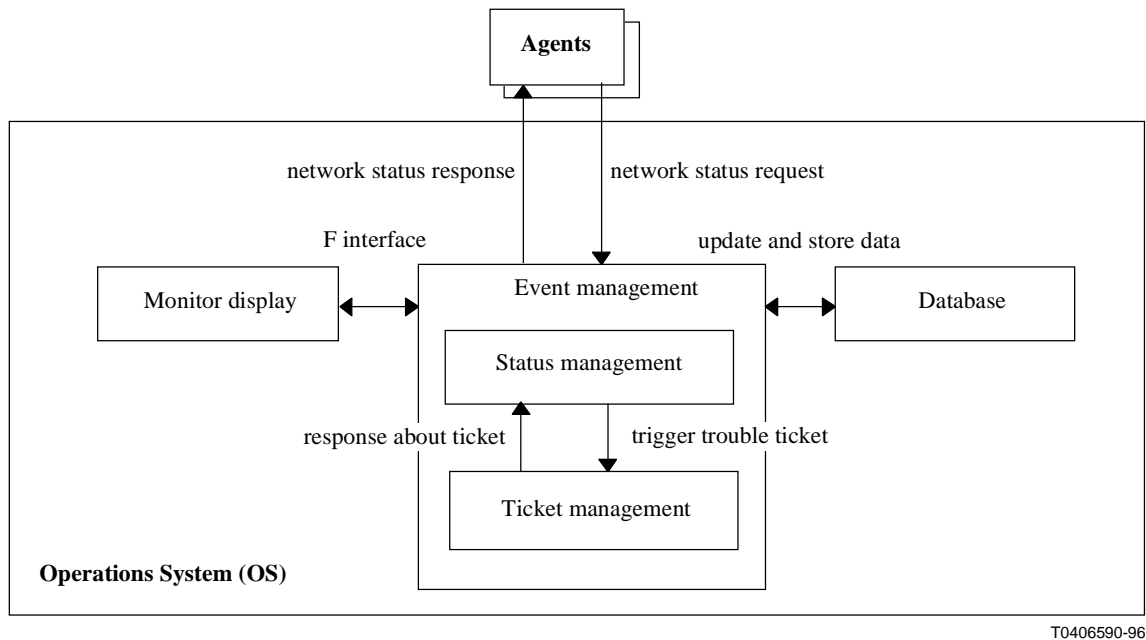 Agents
network status response
network status request
F interface
update and store data
Monitor display
Event management
Database
Status management
response about ticket
trigger trouble ticket
Ticket management
Operations System (OS)
T0406590-96